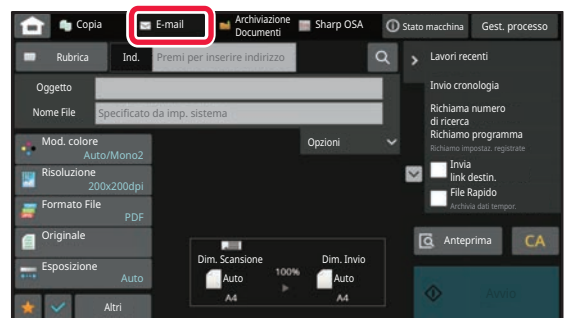 Copia
E-mail
Archiviazione
Documenti
Sharp OSA
Stato macchina
Gest. processo
Rubrica
Ind.
Premi per inserire indirizzo
Oggetto
Nome File
Specificato da imp. sistema
Opzioni
Mod. colore
Auto/Mono2
Risoluzione
200x200dpi
Formato File
PDF
Originale
Esposizione
Auto
Altri
Dim. Scansione
Auto
A4
100%
Dim. Invio
Auto
A4
Lavori recenti
Invio cronologia
Richiama numero
di ricerca
Richiamo programma
Richiamo impostaz. registrate
Invia
link destin.
File Rapido
Archivia dati tempor.
Anteprima
CA
Avvio